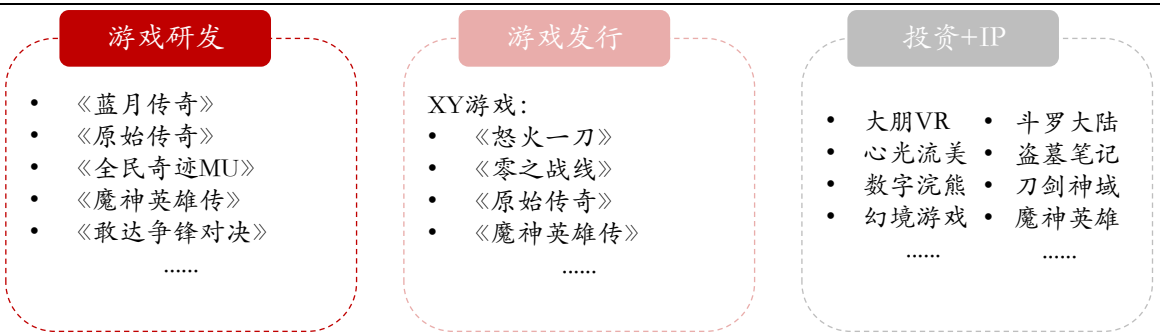 游戏研发
• 《蓝月传奇》
• 《原始传奇》
• 《全民奇迹MU》
• 《魔神英雄传》
• 《敢达争锋对决》
......
游戏发行
XY游戏：
• 《怒火一刀》
• 《零之战线》
• 《原始传奇》
• 《魔神英雄传》
......
投资+IP
• 大朋VR • 斗罗大陆
• 心光流美 • 盗墓笔记
• 数字浣熊 • 刀剑神域
• 幻境游戏 • 魔神英雄
...... ......